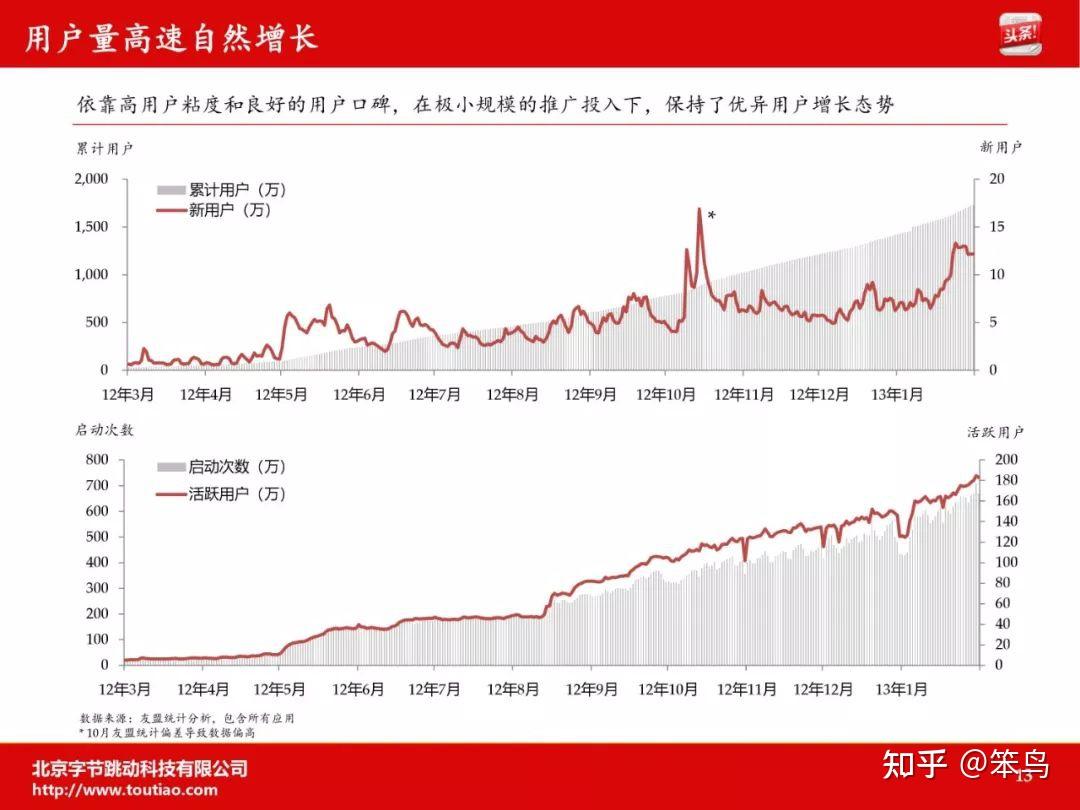 用户量高速自然增长
头条!
依靠高用户粘度和良好的用户口碑，在极小规模的推广投入下，保持了优异用户增长态势
累计用户
新用户
2,000
1,500
1,000
500
0
累计用户（万）
新用户（万）
*
20
15
10
5
0
12年3月 12年4月 12年5月 12年6月 12年7月 12年8月 12年9月 12年10月 12年11月 12年12月 13年1月
启动次数
活跃用户
800
700
600
500
400
300
200
100
0
启动次数（万）
活跃用户（万）
200
180
160
140
120
100
80
60
40
20
0
12年3月 12年4月 12年5月 12年6月 12年7月 12年8月 12年9月 12年10月 12年11月 12年12月 13年1月
数据来源：友盟统计分析，包含所有应用
*10月友盟统计偏差导致数据偏高
北京字节跳动科技有限公司
http://www.toutiao.com
知乎 @笨鸟
13